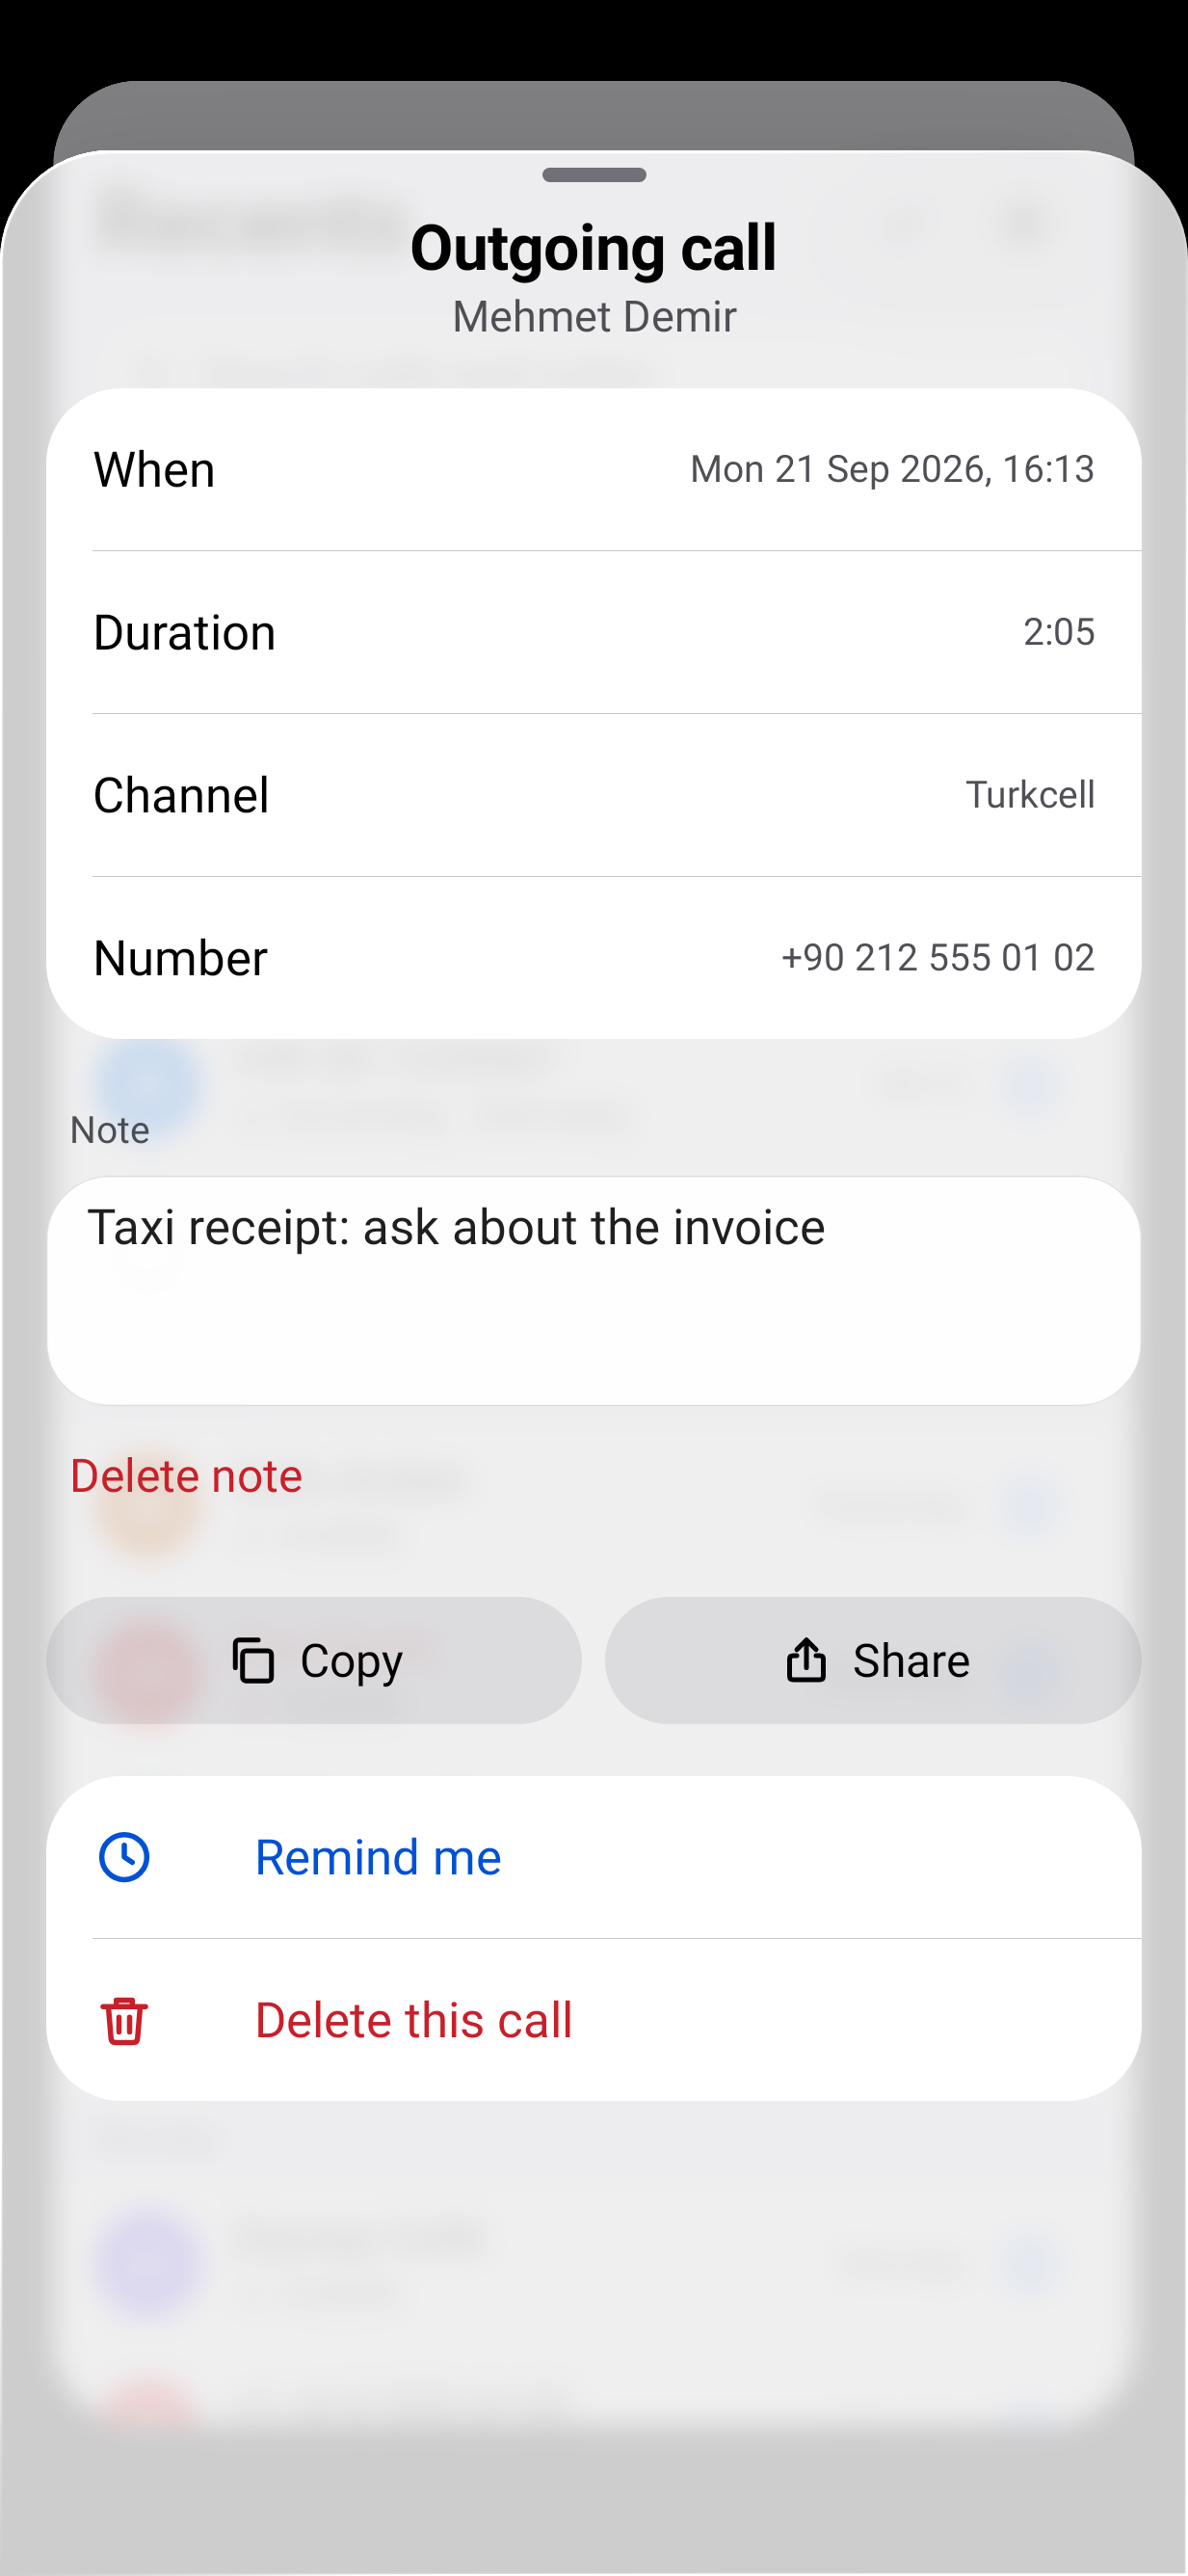 Outgoing call
Mehmet Demir
When Mon 21 Sep 2026, 16:13
Duration 2:05
Channel Turkcell
Number +90 212 555 01 02
Note
Taxi receipt: ask about the invoice
Delete note
Copy Share
Remind me
Delete this call